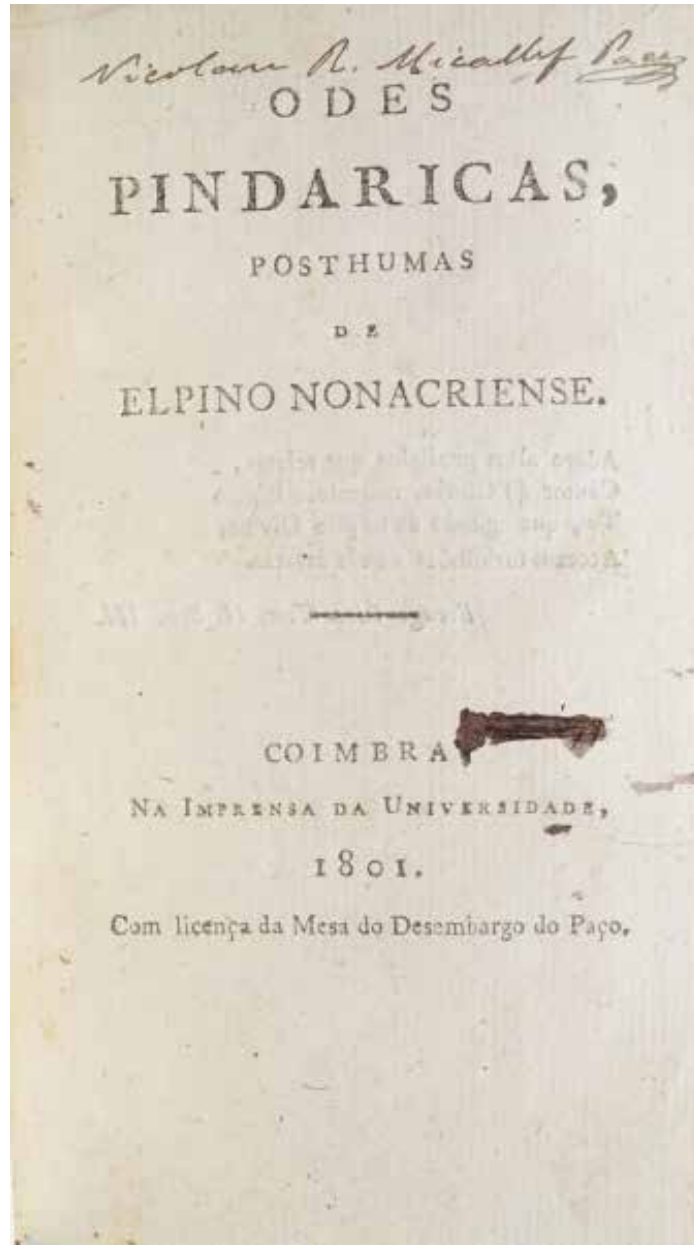 Nicolau R. Micallef
ODES
PINDARICAS,
POSTHUMAS
DE
ELPINO NONACRIENSE.
COIMBRA,
NA IMPRENSA DA UNIVERSIDADE,
1801.
Com licença da Mesa do Desembargo do Paço.